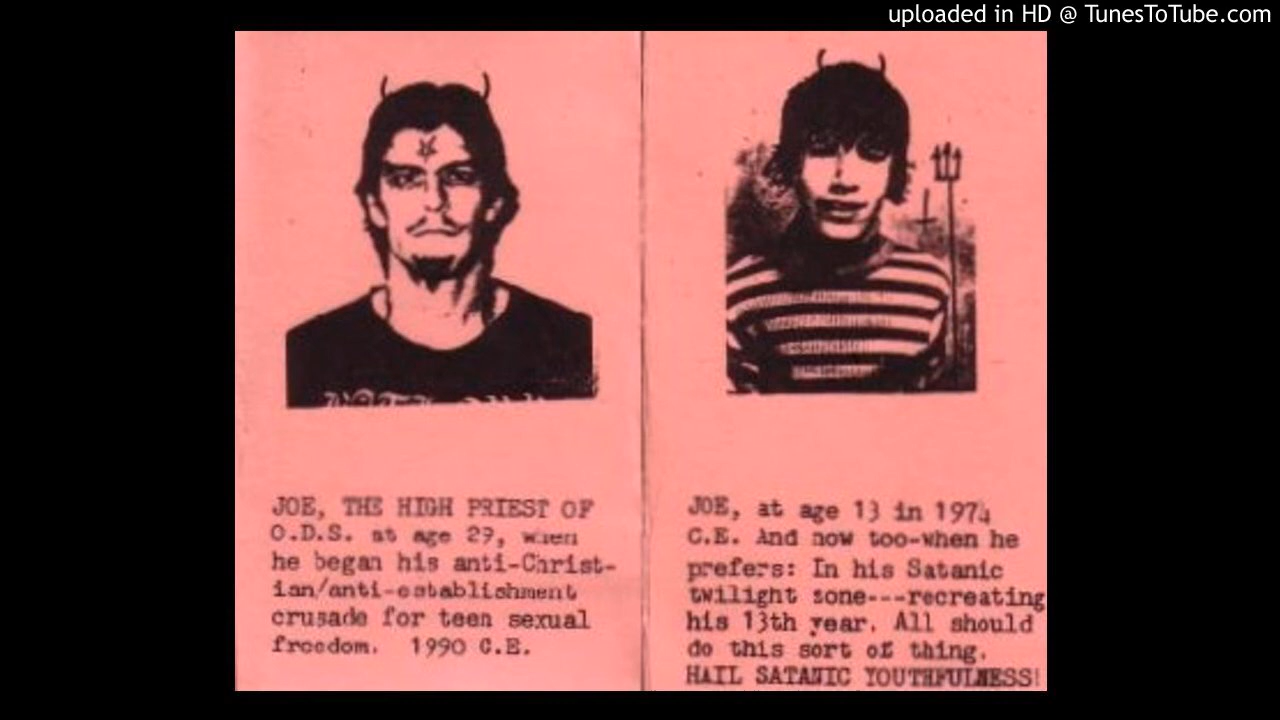 uploaded in HD @ TunesToTube.com
JOE, THE HIGH PRIEST OF
O.D.S. at age 29, when
he began his anti-Christ-
ian/anti-establishment
crusade for teen sexual
freedom. 1990 C.E.
JOE, at age 13 in 1974
C.E. And now too-when he
prefers: In his Satanic
twilight zone---recreating
his 13th year. All should
do this sort of thing.
HAIL SATANIC YOUTHFULNESS!